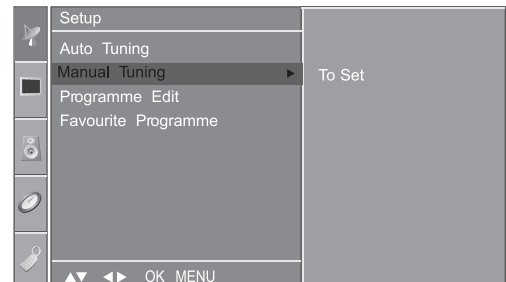 Setup
Auto Tuning
Manual Tuning ▶ To Set
Programme Edit
Favourite Programme
▲▼ ◀▶ OK MENU